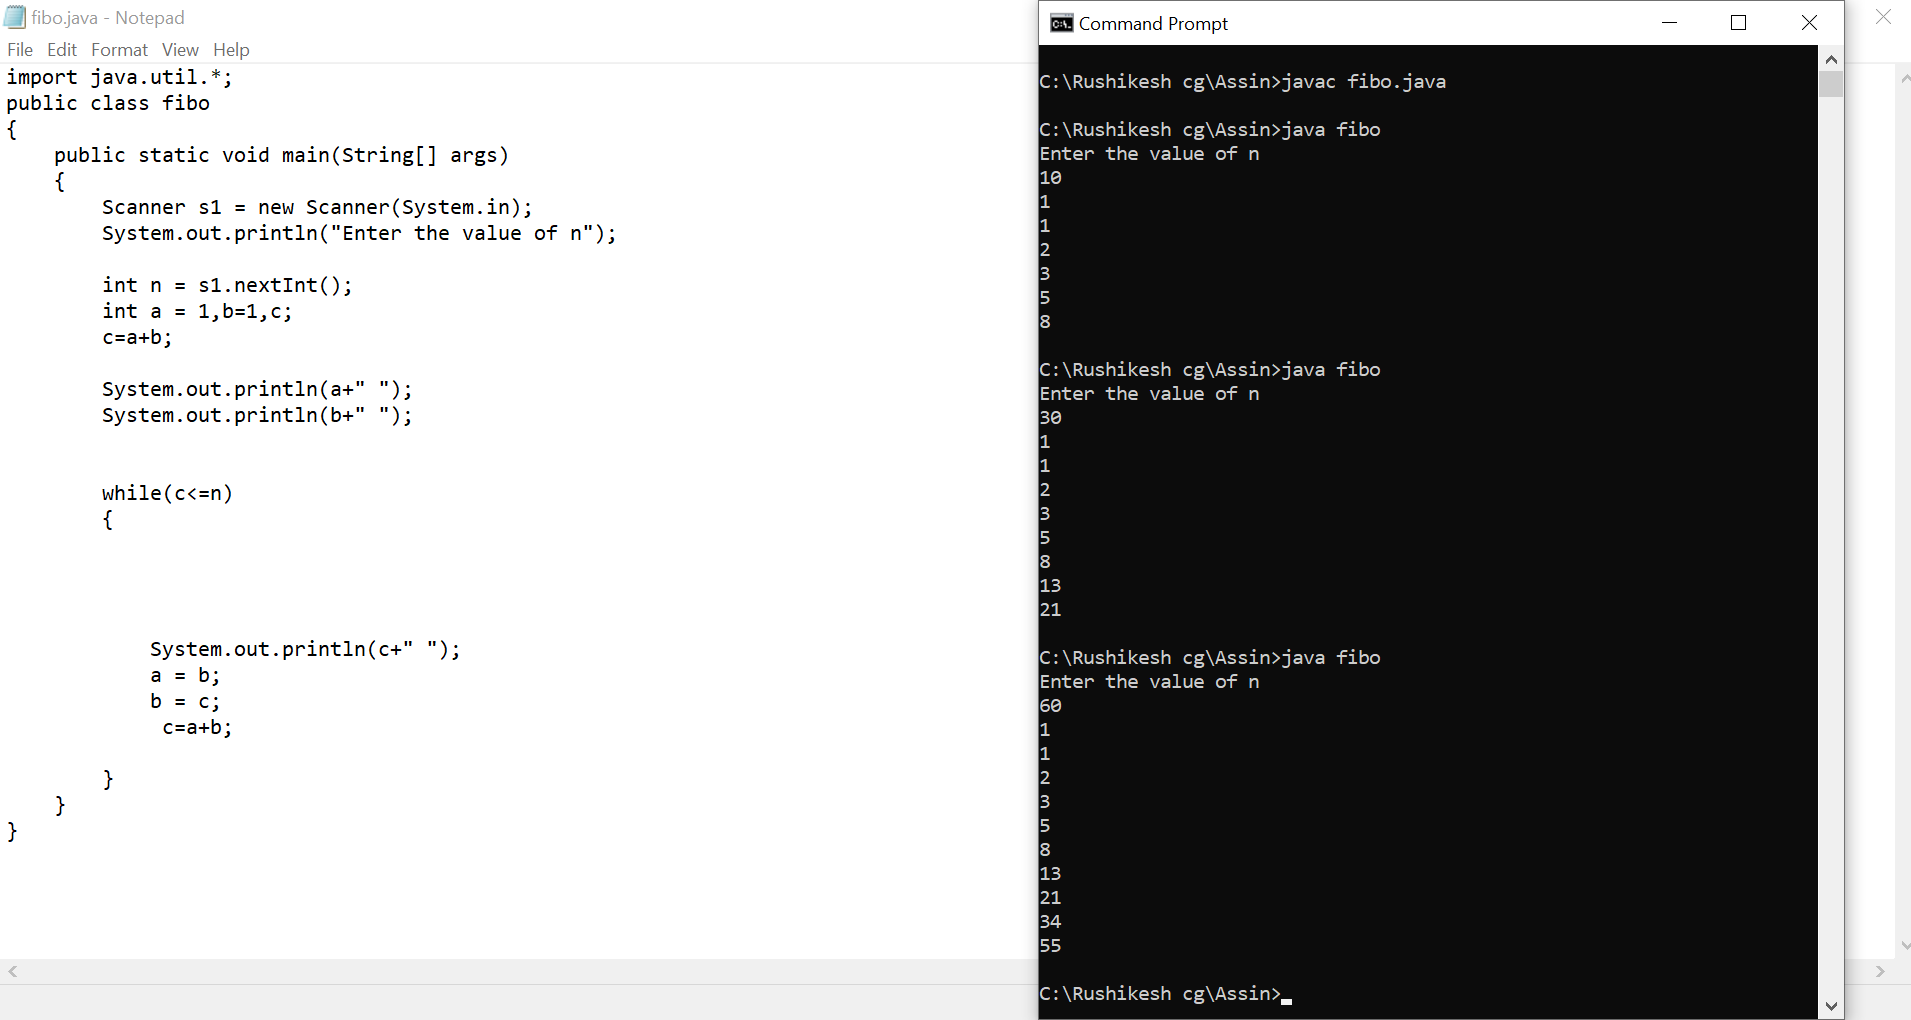 fibo.java - Notepad
File Edit Format View Help
import java.util.*;
public class fibo
{
    public static void main(String[] args)
    {
        Scanner s1 = new Scanner(System.in);
        System.out.println("Enter the value of n");

        int n = s1.nextInt();
        int a = 1,b=1,c;
        c=a+b;

        System.out.println(a+" ");
        System.out.println(b+" ");

        while(c<=n)
        {

            System.out.println(c+" ");
            a = b;
            b = c;
             c=a+b;

        }
    }
}
Command Prompt
C:\Rushikesh cg\Assin>javac fibo.java

C:\Rushikesh cg\Assin>java fibo
Enter the value of n
10
1
1
2
3
5
8

C:\Rushikesh cg\Assin>java fibo
Enter the value of n
30
1
1
2
3
5
8
13
21

C:\Rushikesh cg\Assin>java fibo
Enter the value of n
60
1
1
2
3
5
8
13
21
34
55

C:\Rushikesh cg\Assin>